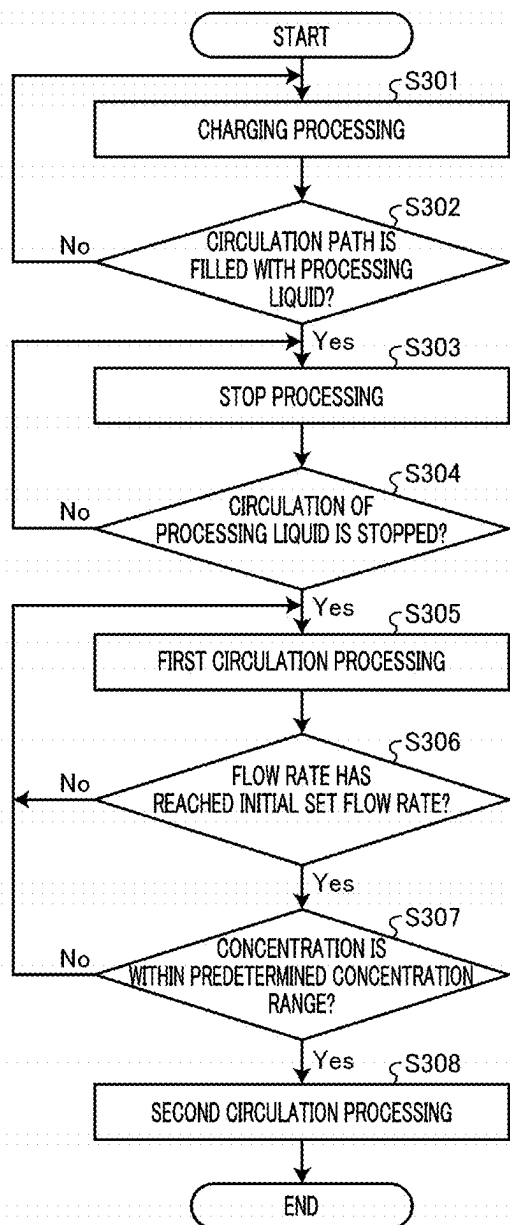 START
S301
CHARGING PROCESSING
S302
CIRCULATION PATH IS
FILLED WITH PROCESSING
LIQUID?
No
Yes
S303
STOP PROCESSING
S304
CIRCULATION OF
PROCESSING LIQUID IS STOPPED?
No
Yes
S305
FIRST CIRCULATION PROCESSING
S306
FLOW RATE HAS
REACHED INITIAL SET FLOW RATE?
No
Yes
S307
CONCENTRATION IS
WITHIN PREDETERMINED CONCENTRATION
RANGE?
No
Yes
S308
SECOND CIRCULATION PROCESSING
END